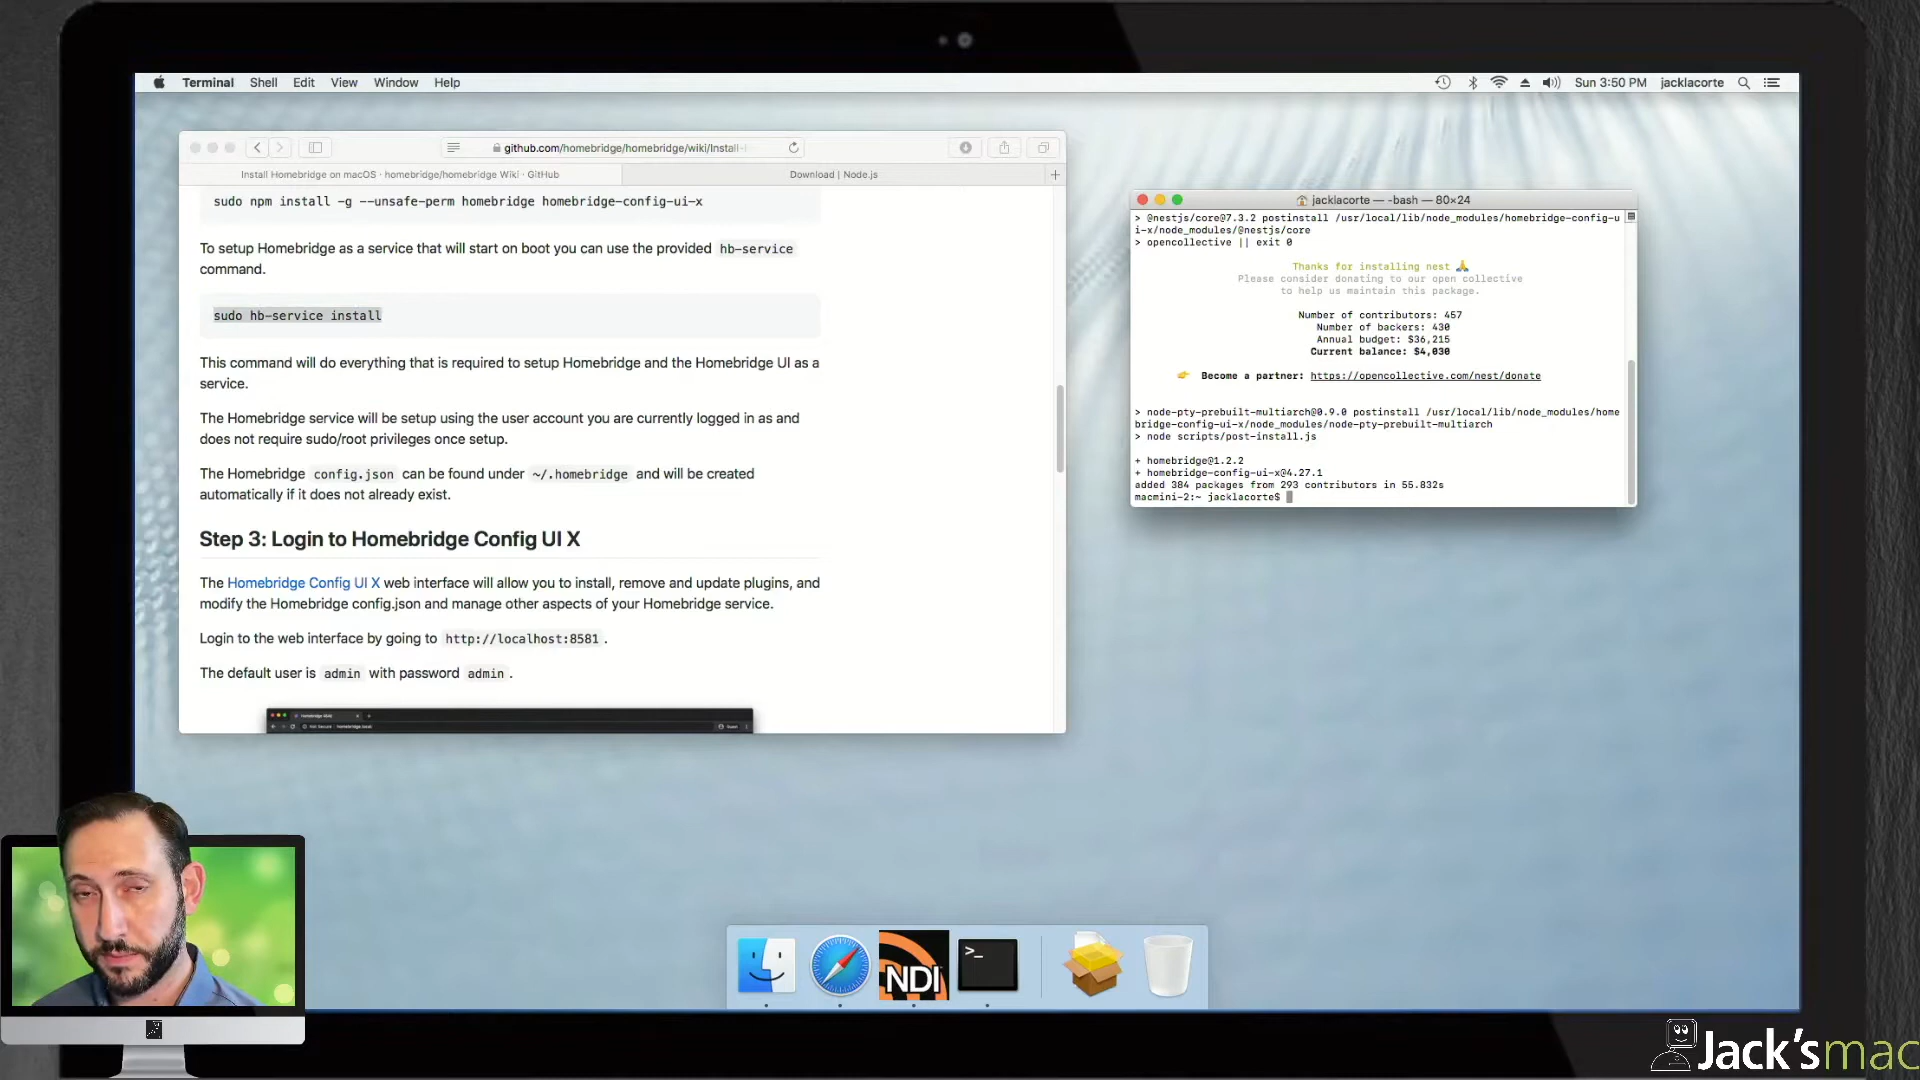 Terminal Shell Edit View Window Help
Sun 3:50 PM jacklacorte
github.com/homebridge/homebridge/wiki/Install-
Install Homebridge on macOS · homebridge/homebridge Wiki · GitHub
Download | Node.js
sudo npm install -g --unsafe-perm homebridge homebridge-config-ui-x
To setup Homebridge as a service that will start on boot you can use the provided hb-service
command.
sudo hb-service install
This command will do everything that is required to setup Homebridge and the Homebridge UI as a
service.
The Homebridge service will be setup using the user account you are currently logged in as and
does not require sudo/root privileges once setup.
The Homebridge config.json can be found under ~/.homebridge and will be created
automatically if it does not already exist.
Step 3: Login to Homebridge Config UI X
The Homebridge Config UI X web interface will allow you to install, remove and update plugins, and
modify the Homebridge config.json and manage other aspects of your Homebridge service.
Login to the web interface by going to http://localhost:8581 .
The default user is admin with password admin .
jacklacorte — -bash — 80×24
> @nestjs/core@7.3.2 postinstall /usr/local/lib/node_modules/homebridge-config-u
i-x/node_modules/@nestjs/core
> opencollective || exit 0
Thanks for installing nest 🙏
Please consider donating to our open collective
to help us maintain this package.
Number of contributors: 457
Number of backers: 430
Annual budget: $36,215
Current balance: $4,030
👉 Become a partner: https://opencollective.com/nest/donate
> node-pty-prebuilt-multiarch@0.9.0 postinstall /usr/local/lib/node_modules/home
bridge-config-ui-x/node_modules/node-pty-prebuilt-multiarch
> node scripts/post-install.js
+ homebridge@1.2.2
+ homebridge-config-ui-x@4.27.1
added 384 packages from 293 contributors in 55.832s
macmini-2:~ jacklacorte$
NDI
>_
Jack'smac